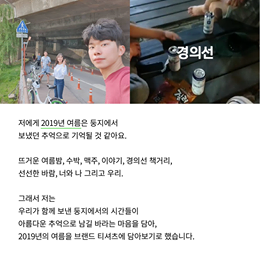 경의선
저에게 2019년 여름은 둥지에서
보냈던 추억으로 기억될 것 같아요.
뜨거운 여름밤, 수박, 맥주, 이야기, 경의선 책거리,
선선한 바람, 너와 나 그리고 우리.
그래서 저는
우리가 함께 보낸 둥지에서의 시간들이
아름다운 추억으로 남길 바라는 마음을 담아,
2019년의 여름을 브랜드 티셔츠에 담아보기로 했습니다.